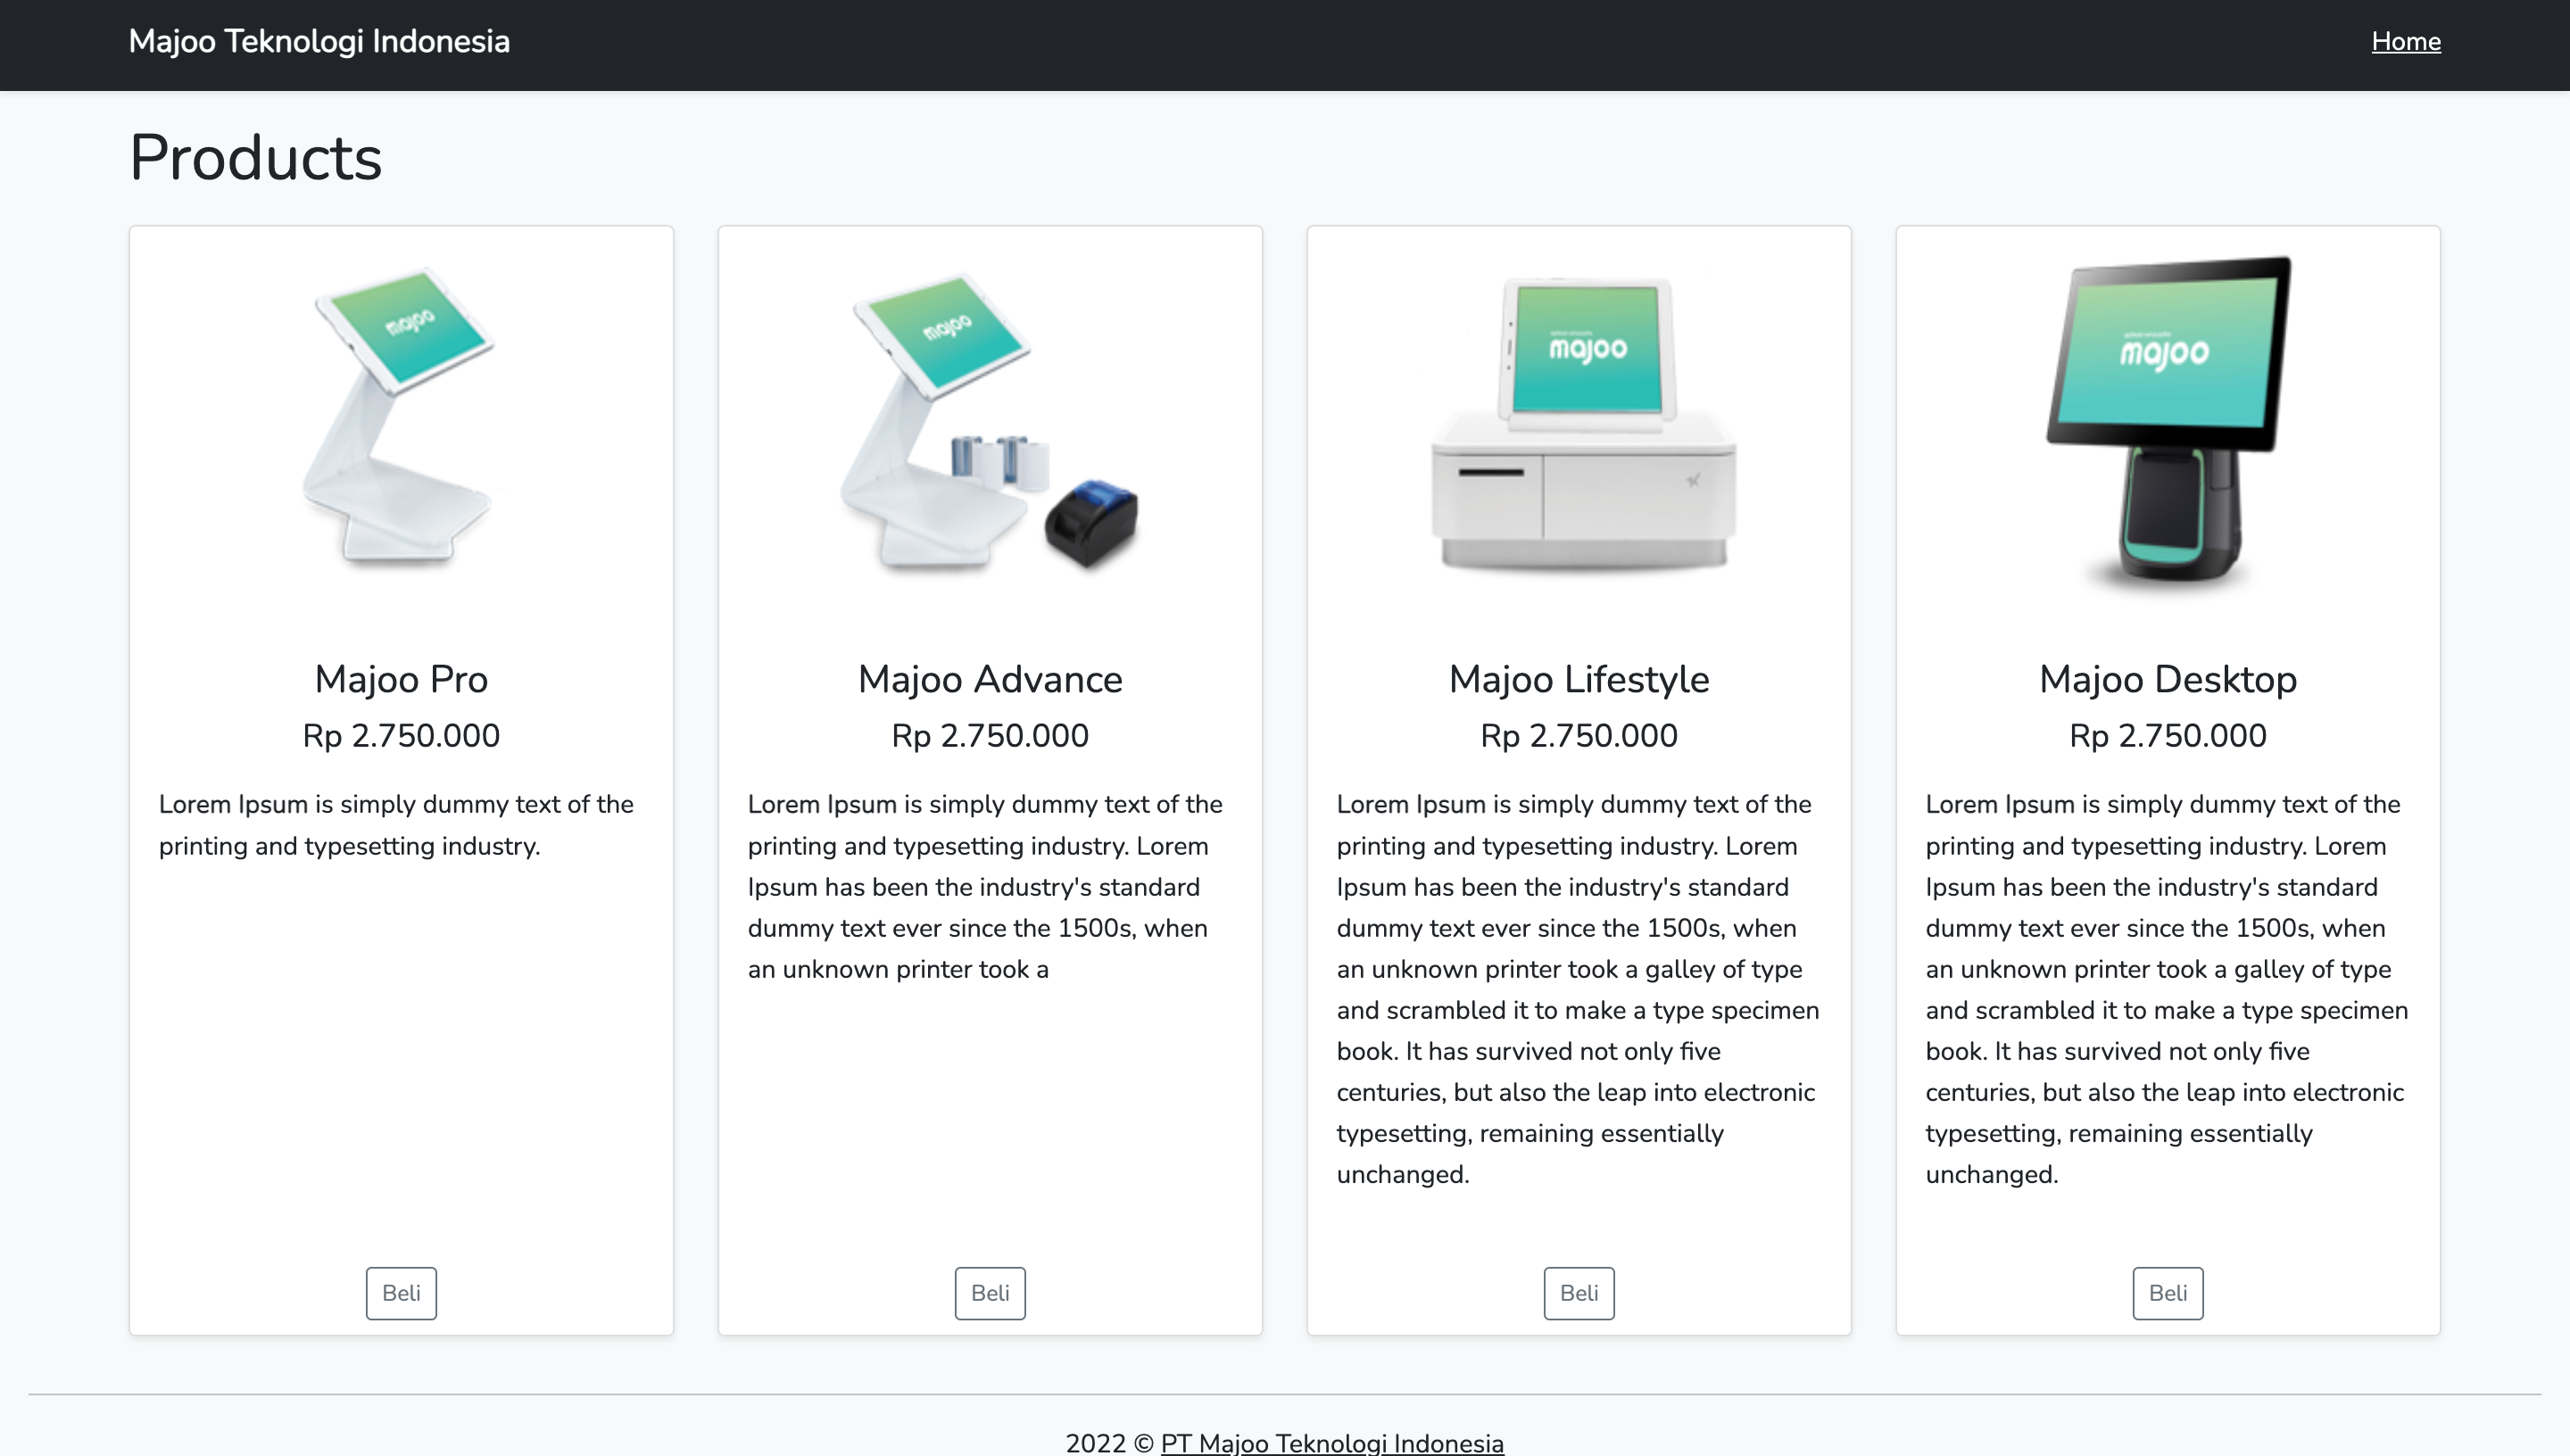 Majoo Teknologi Indonesia
Home
Products
majoo
Majoo Pro
Rp 2.750.000
Lorem Ipsum is simply dummy text of the
printing and typesetting industry.
Beli
majoo
Majoo Advance
Rp 2.750.000
Lorem Ipsum is simply dummy text of the
printing and typesetting industry. Lorem
Ipsum has been the industry's standard
dummy text ever since the 1500s, when
an unknown printer took a
Beli
majoo
Majoo Lifestyle
Rp 2.750.000
Lorem Ipsum is simply dummy text of the
printing and typesetting industry. Lorem
Ipsum has been the industry's standard
dummy text ever since the 1500s, when
an unknown printer took a galley of type
and scrambled it to make a type specimen
book. It has survived not only five
centuries, but also the leap into electronic
typesetting, remaining essentially
unchanged.
Beli
majoo
Majoo Desktop
Rp 2.750.000
Lorem Ipsum is simply dummy text of the
printing and typesetting industry. Lorem
Ipsum has been the industry's standard
dummy text ever since the 1500s, when
an unknown printer took a galley of type
and scrambled it to make a type specimen
book. It has survived not only five
centuries, but also the leap into electronic
typesetting, remaining essentially
unchanged.
Beli
2022 © PT Majoo Teknologi Indonesia